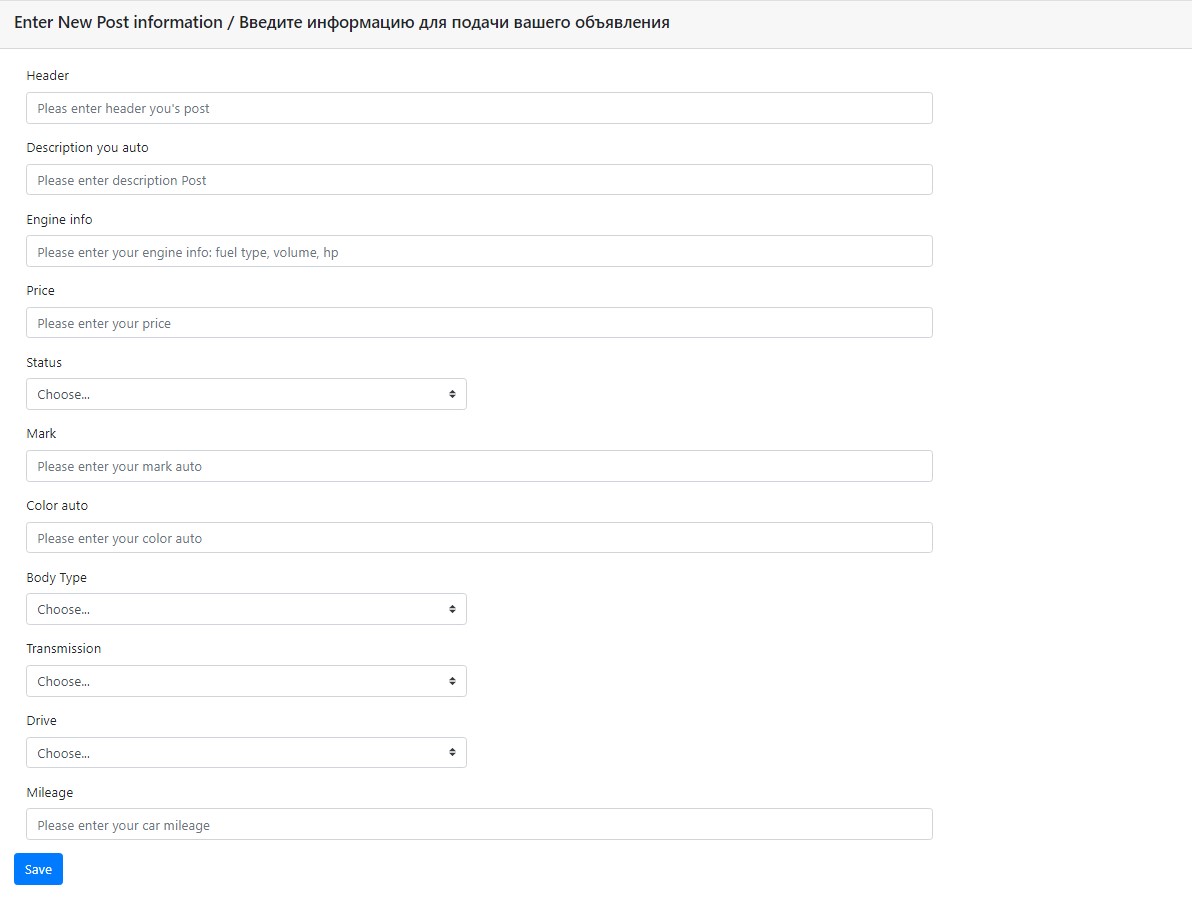 Enter New Post information / Введите информацию для подачи вашего объявления
Header
Pleas enter header you's post
Description you auto
Please enter description Post
Engine info
Please enter your engine info: fuel type, volume, hp
Price
Please enter your price
Status
Choose...
Mark
Please enter your mark auto
Color auto
Please enter your color auto
Body Type
Choose...
Transmission
Choose...
Drive
Choose...
Mileage
Please enter your car mileage
Save